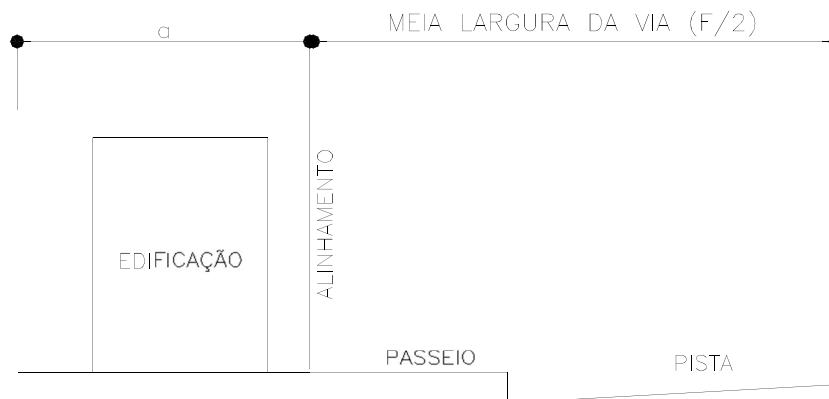 a
MEIA LARGURA DA VIA (F/2)
ALINHAMENTO
EDIFICAÇÃO
PASSEIO
PISTA